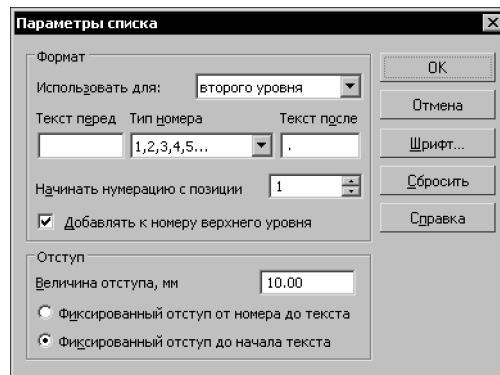 Параметры списка
Формат
Использовать для: второго уровня
Текст перед Тип номера Текст после
1,2,3,4,5... .
Начинать нумерацию с позиции 1
Добавлять к номеру верхнего уровня
Отступ
Величина отступа, мм 10.00
Фиксированный отступ от номера до текста
Фиксированный отступ до начала текста
OK
Отмена
Шрифт...
Сбросить
Справка